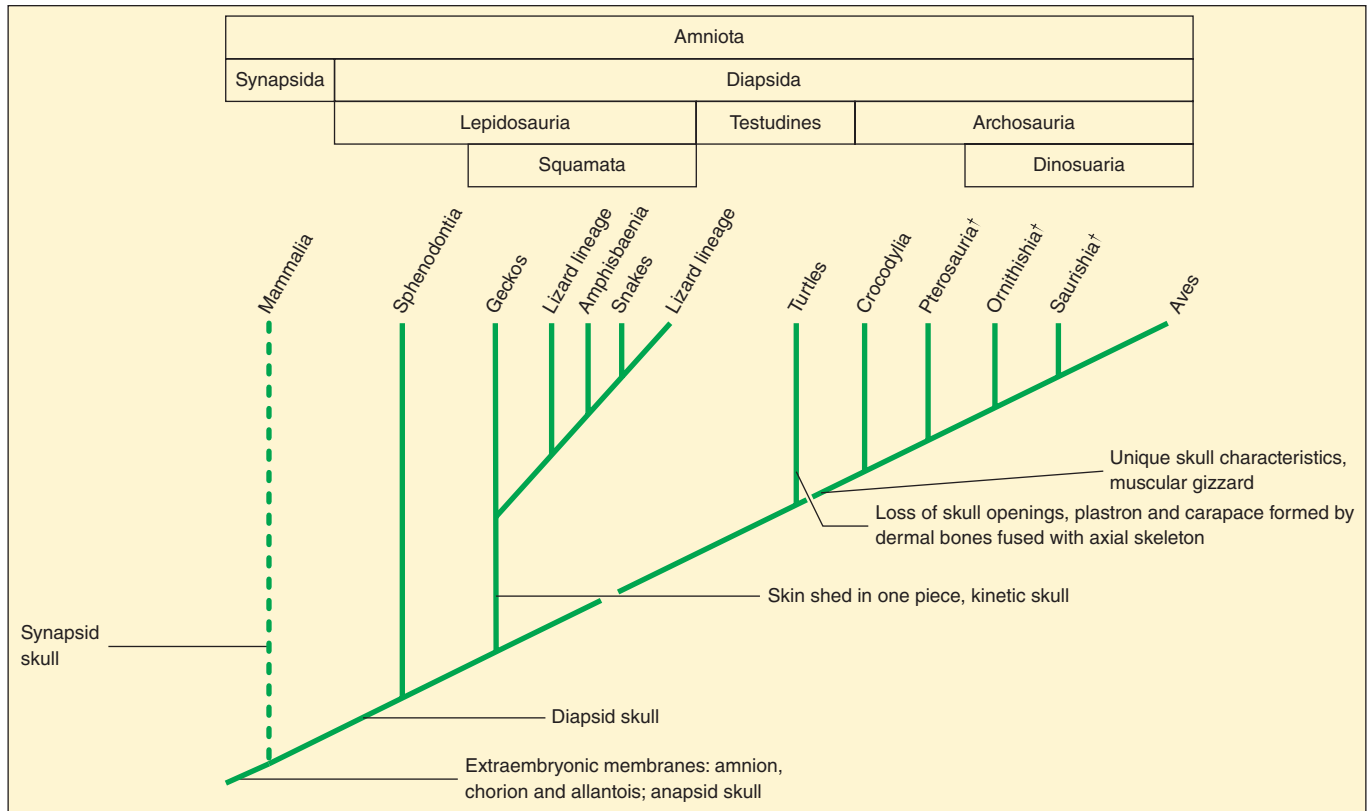 Amniota
Synapsida
Diapsida
Lepidosauria
Testudines
Archosauria
Squamata
Dinosuaria
Mammalia
Sphenodontia
Geckos
Lizard lineage
Amphisbaenia
Snakes
Lizard lineage
Turtles
Crocodylia
Pterosauria†
Ornithishia†
Saurishia†
Aves
Unique skull characteristics,
muscular gizzard
Loss of skull openings, plastron and carapace formed by
dermal bones fused with axial skeleton
Skin shed in one piece, kinetic skull
Synapsid
skull
Diapsid skull
Extraembryonic membranes: amnion,
chorion and allantois; anapsid skull